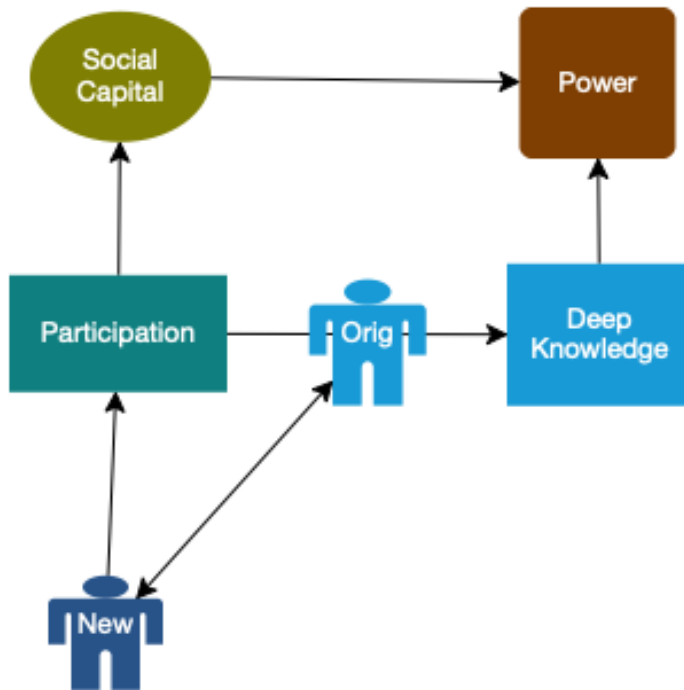 Social
Capital
Power
Participation
Orig
Deep
Knowledge
New